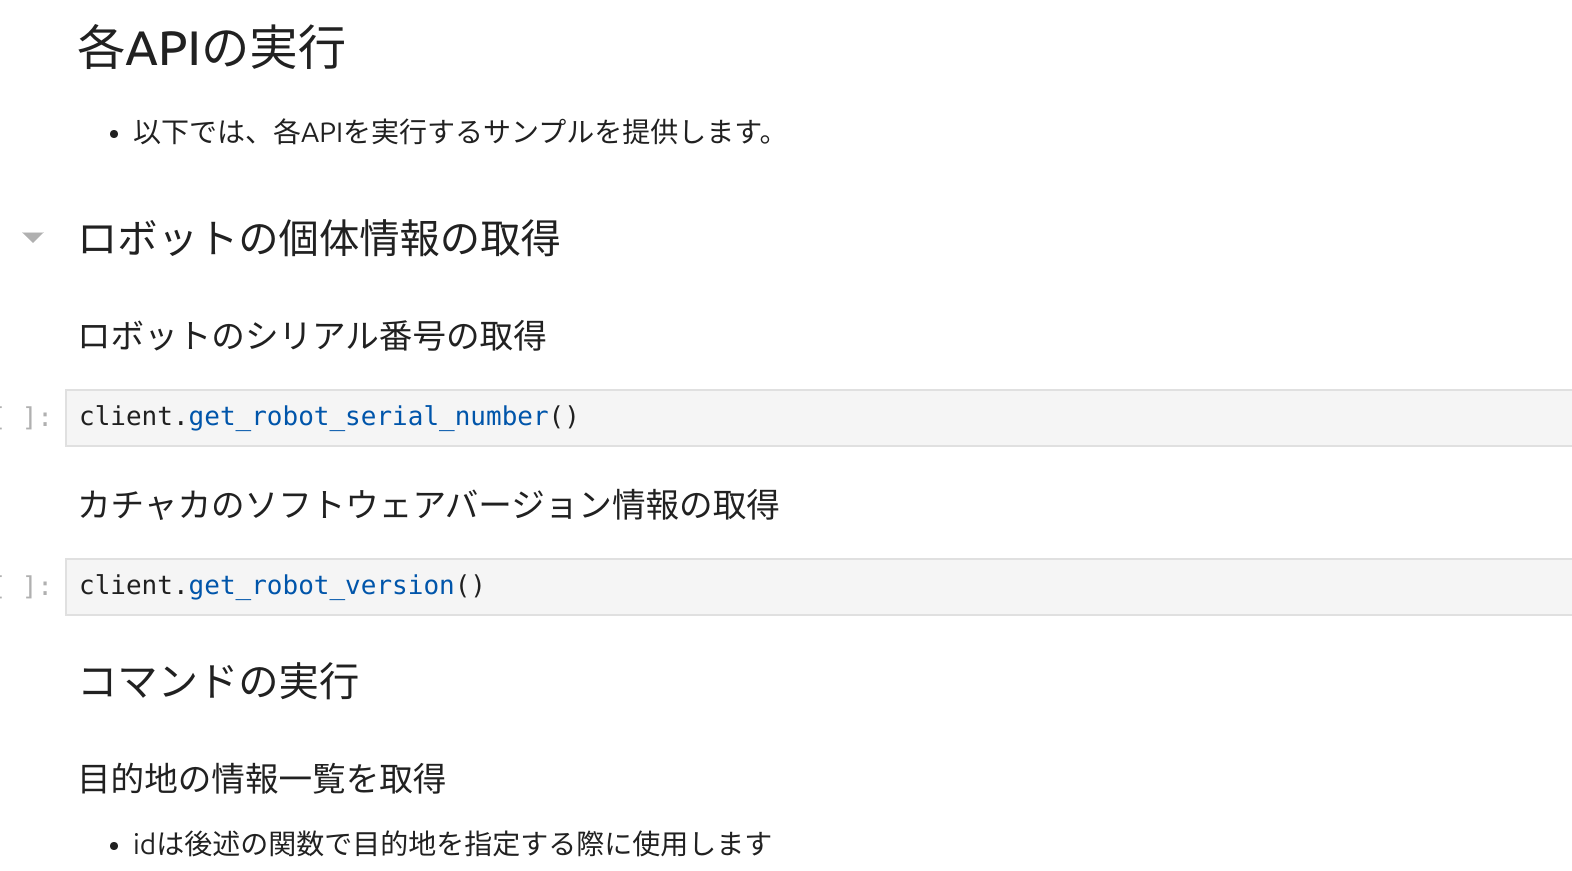 各APIの実行
• 以下では、各APIを実行するサンプルを提供します。
ロボットの個体情報の取得
ロボットのシリアル番号の取得
[ ]: client.get_robot_serial_number()
カチャカのソフトウェアバージョン情報の取得
[ ]: client.get_robot_version()
コマンドの実行
目的地の情報一覧を取得
• idは後述の関数で目的地を指定する際に使用します